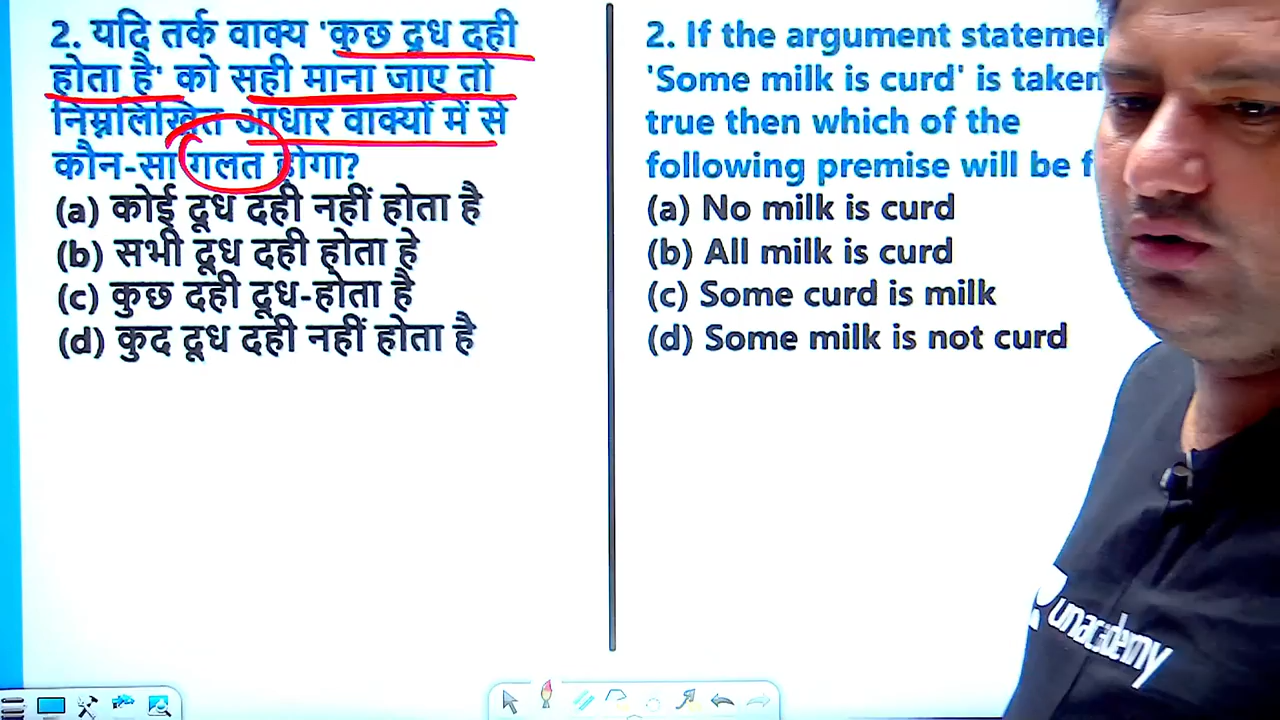 2. यदि तर्क वाक्य 'कुछ दूध दही
होता है' को सही माना जाए तो
निम्नलिखित आधार वाक्यों में से
कौन-सा गलत होगा?
(a) कोई दूध दही नहीं होता है
(b) सभी दूध दही होता हे
(c) कुछ दही दूध-होता है
(d) कुद दूध दही नहीं होता है
2. If the argument
'Some milk is curd' is taken
true then which of the
following premise will be
(a) No milk is curd
(b) All milk is curd
(c) Some curd is milk
(d) Some milk is not curd
unacademy